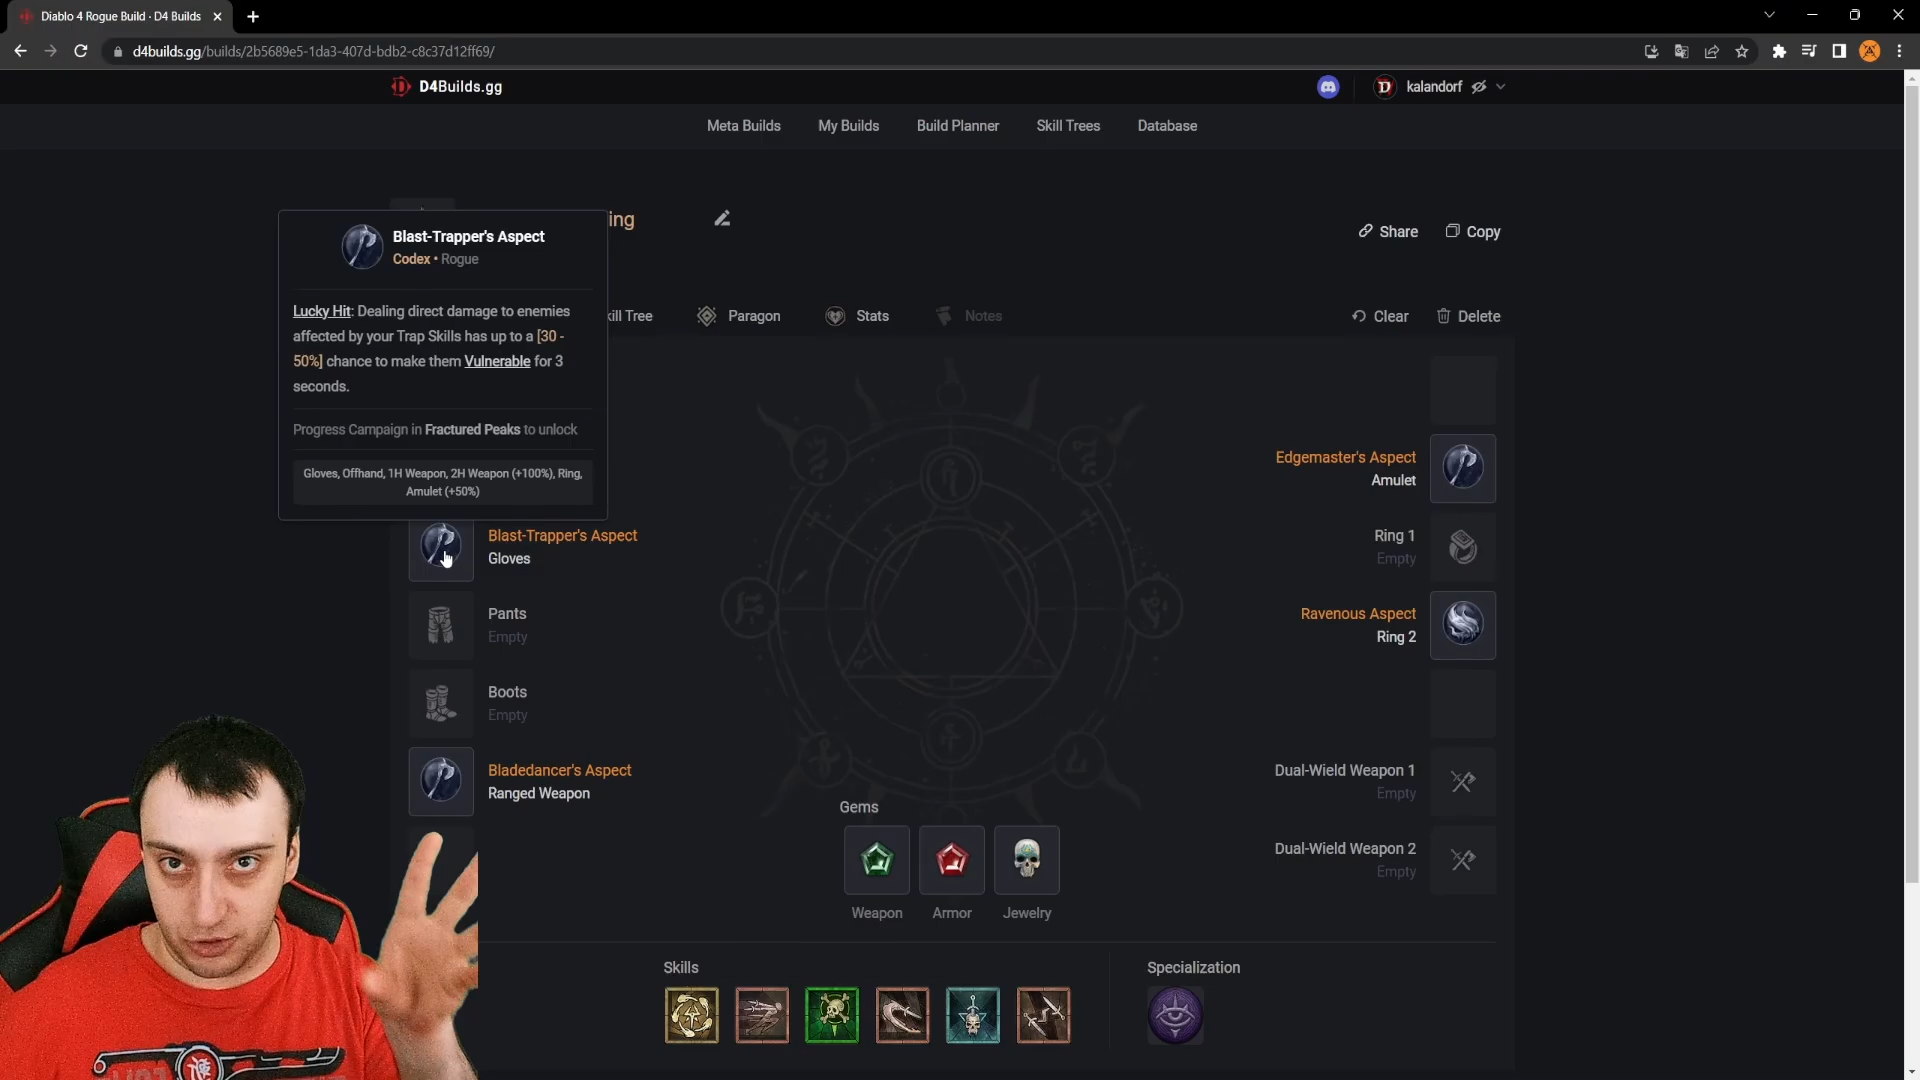 Diablo 4 Rogue Build · D4 Builds
d4builds.gg/builds/2b5689e5-1da3-407d-bdb2-c8c37d12ff69/
D4Builds.gg
kalandorf
Meta Builds
My Builds
Build Planner
Skill Trees
Database
ing
Share
Copy
Blast-Trapper's Aspect
Codex • Rogue
Lucky Hit: Dealing direct damage to enemies
affected by your Trap Skills has up to a [30 -
50%] chance to make them Vulnerable for 3
seconds.
Progress Campaign in Fractured Peaks to unlock
Gloves, Offhand, 1H Weapon, 2H Weapon (+100%), Ring,
Amulet (+50%)
kill Tree
Paragon
Stats
Notes
Clear
Delete
Blast-Trapper's Aspect
Gloves
Pants
Empty
Boots
Empty
Bladedancer's Aspect
Ranged Weapon
Edgemaster's Aspect
Amulet
Ring 1
Empty
Ravenous Aspect
Ring 2
Dual-Wield Weapon 1
Empty
Dual-Wield Weapon 2
Empty
Gems
Weapon
Armor
Jewelry
Skills
Specialization